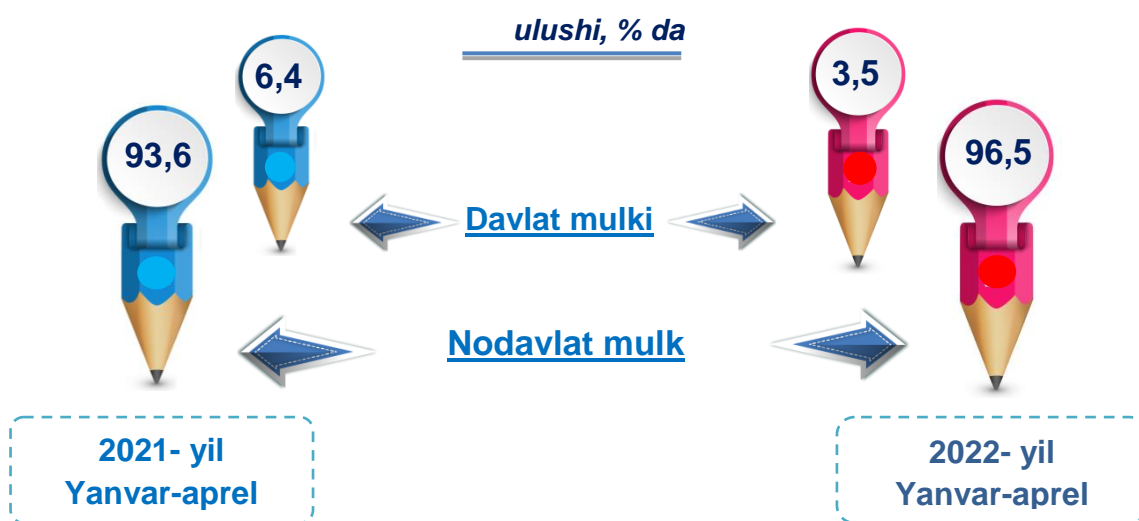 ulushi, % da
6,4
3,5
93,6
96,5
Davlat mulki
Nodavlat mulk
2021- yil
Yanvar-aprel
2022- yil
Yanvar-aprel